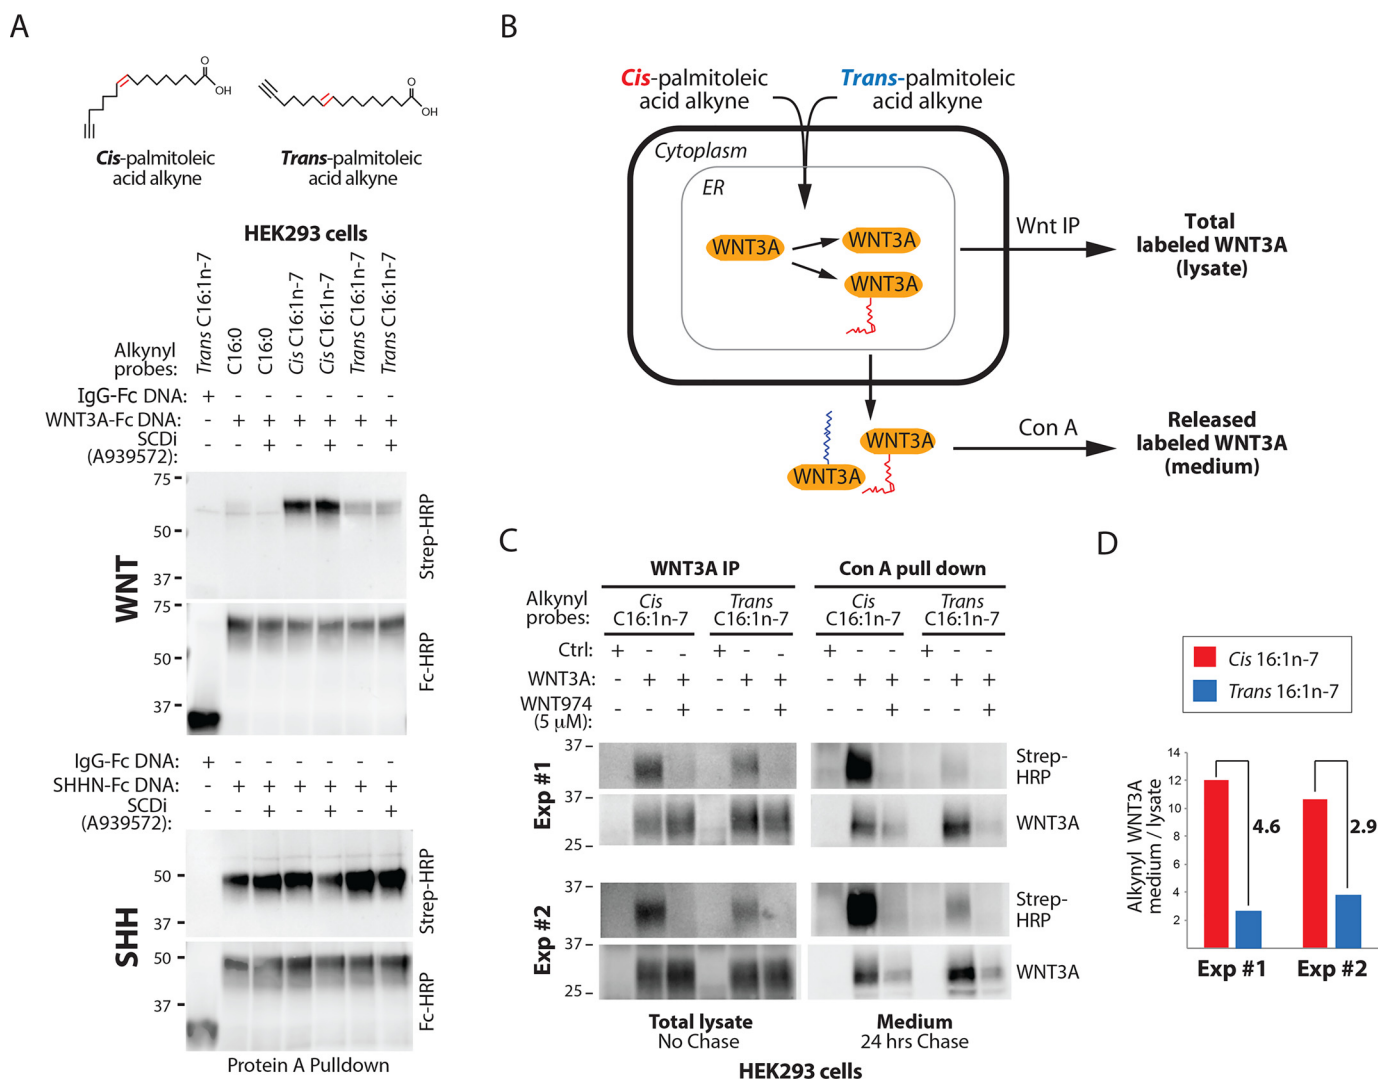 A
O
OH
O
OH
Cis-palmitoleic
acid alkyne
Trans-palmitoleic
acid alkyne
HEK293 cells
Alkynyl
probes:
Trans C16:1n-7
C16:0
C16:0
Cis C16:1n-7
Cis C16:1n-7
Trans C16:1n-7
Trans C16:1n-7
IgG-Fc DNA: + - - - - - -
WNT3A-Fc DNA: - + + + + + +
SCDi
(A939572): - - + - + - +
WNT
75
50
37
Strep-HRP
75
50
37
Fc-HRP
IgG-Fc DNA: + - - - - - -
SHHN-Fc DNA: - + + + + + +
SCDi
(A939572): - - + - + - +
SHH
50
37
Strep-HRP
50
37
Fc-HRP
Protein A Pulldown
B
Cis-palmitoleic
acid alkyne
Trans-palmitoleic
acid alkyne
Cytoplasm
ER
WNT3A
WNT3A
WNT3A
Wnt IP
Total
labeled WNT3A
(lysate)
WNT3A
WNT3A
Con A
Released
labeled WNT3A
(medium)
C
WNT3A IP
Con A pull down
Alkynyl
probes:
Cis
C16:1n-7
Trans
C16:1n-7
Cis
C16:1n-7
Trans
C16:1n-7
Ctrl: + - - + - - + - - + - -
WNT3A: - + + - + + - + + - + +
WNT974
(5 µM): - - + - - + - - + - - +
Exp #1
37
Strep-
HRP
37
25
WNT3A
Exp #2
37
Strep-
HRP
37
25
WNT3A
Total lysate
No Chase
Medium
24 hrs Chase
HEK293 cells
D
Cis 16:1n-7
Trans 16:1n-7
Alkynyl WNT3A
medium / lysate
14
12
10
8
6
4
2
4.6
2.9
Exp #1
Exp #2